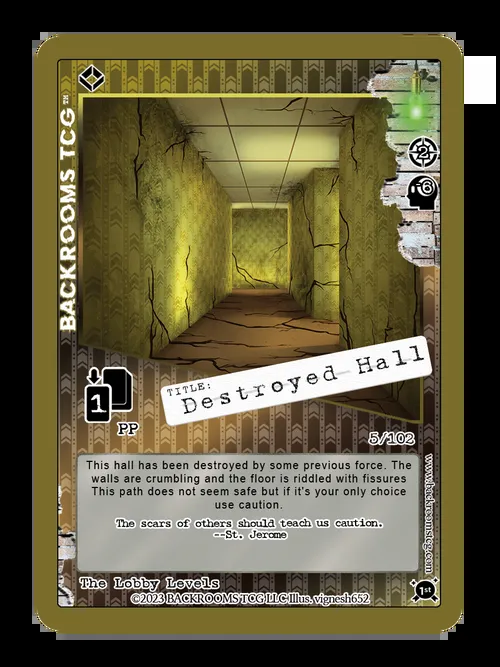 BACKROOMS TCG™
2
6
TITLE:
Destroyed Hall
1
PP
5/102
This hall has been destroyed by some previous force. The
walls are crumbling and the floor is riddled with fissures
This path does not seem safe but if it's your only choice
use caution.
The scars of others should teach us caution.
--St. Jerome
www.backroomstcg.com
The Lobby Levels
©2023 BACKROOMS TCG LLC Illus. vignesh652
1st